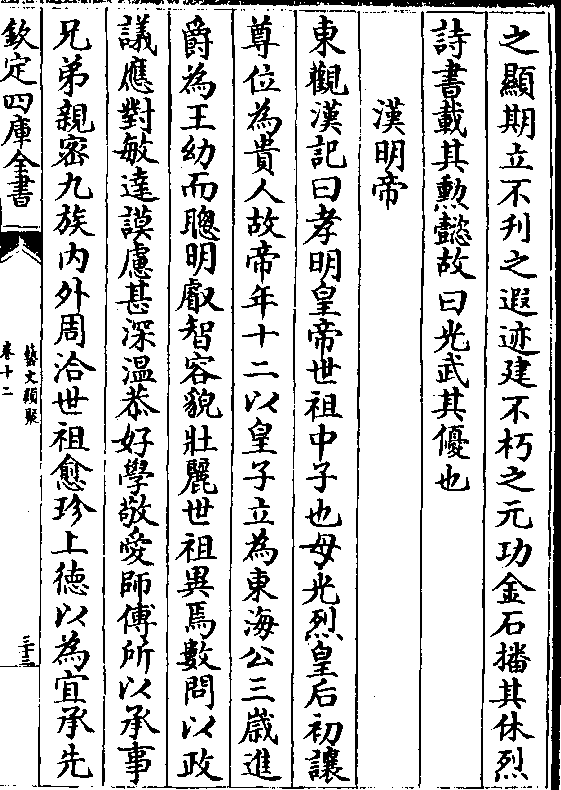 之顯期立不刋之遐迹建不朽之元功金石播其休烈
詩書載其勲懿故曰光武其優也
漢明帝
東觀漢記曰孝明皇帝世祖中子也母光烈皇后初讓
尊位為貴人故帝年十二以皇子立為東海公三歲進
爵為王幼而聰明叡智容貌壯麗世祖異焉數問以政
議應對敏達謨慮甚深溫恭好學敬愛師傅所以承事
兄弟親密九族内外周洽世祖愈珍上徳以為宜承先
欽定四庫全書
藝文類聚
卷十二
三十三